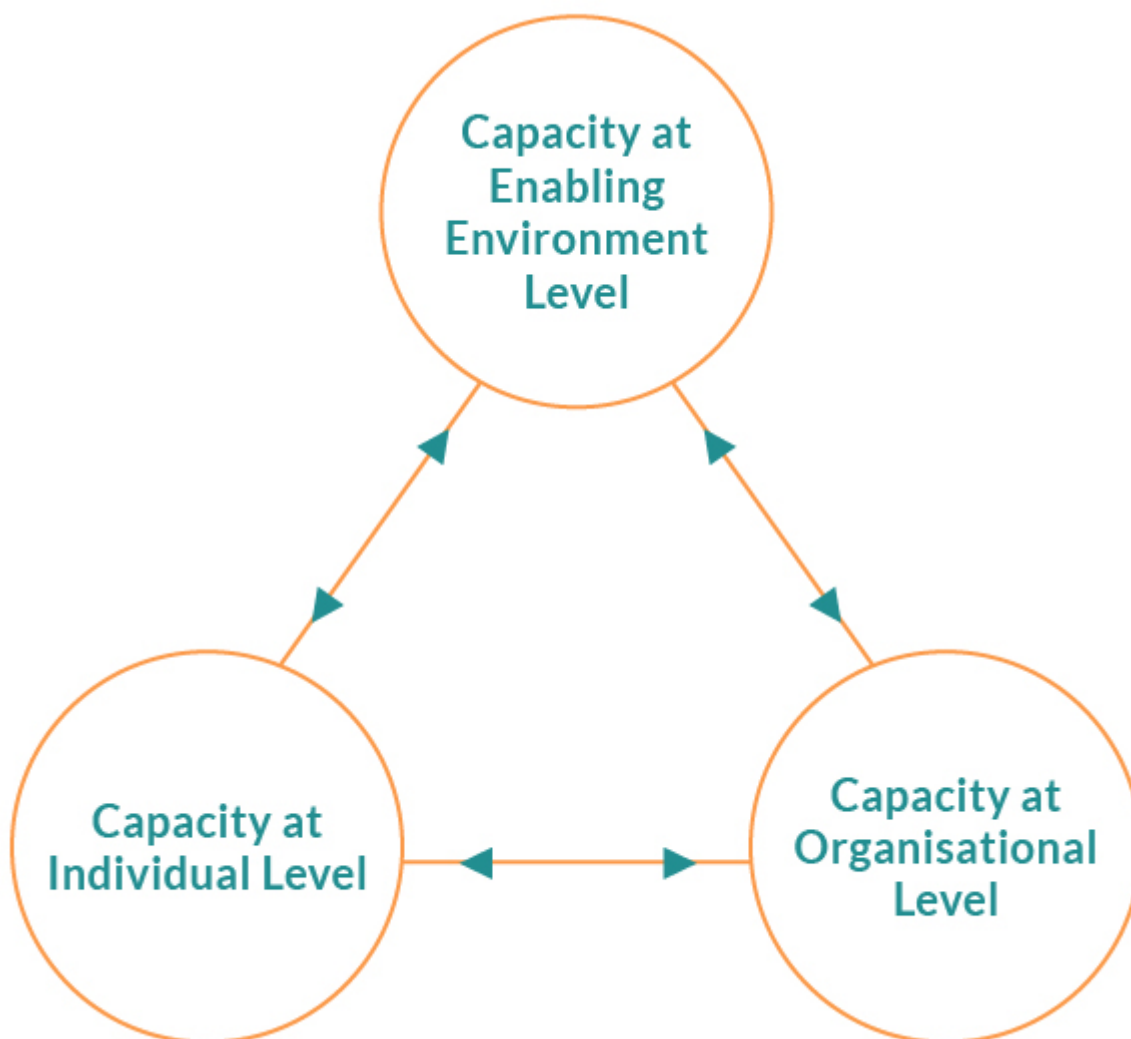 Capacity at
Enabling
Environment
Level
Capacity at
Individual Level
Capacity at
Organisational
Level